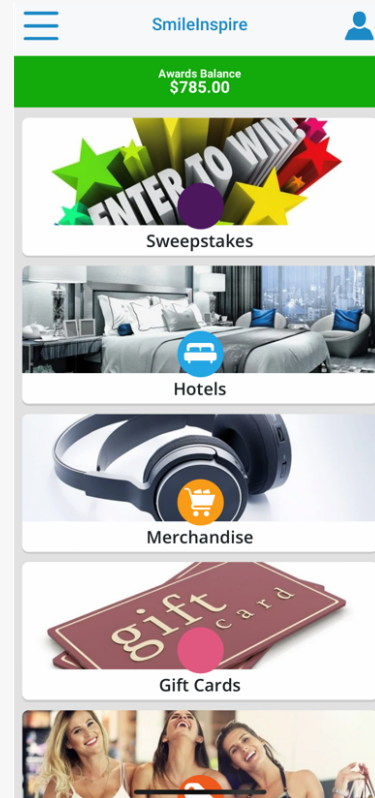 SmileInspire
Awards Balance
$785.00
ENTER TO WIN!
Sweepstakes
Hotels
Merchandise
gift
card
Gift Cards